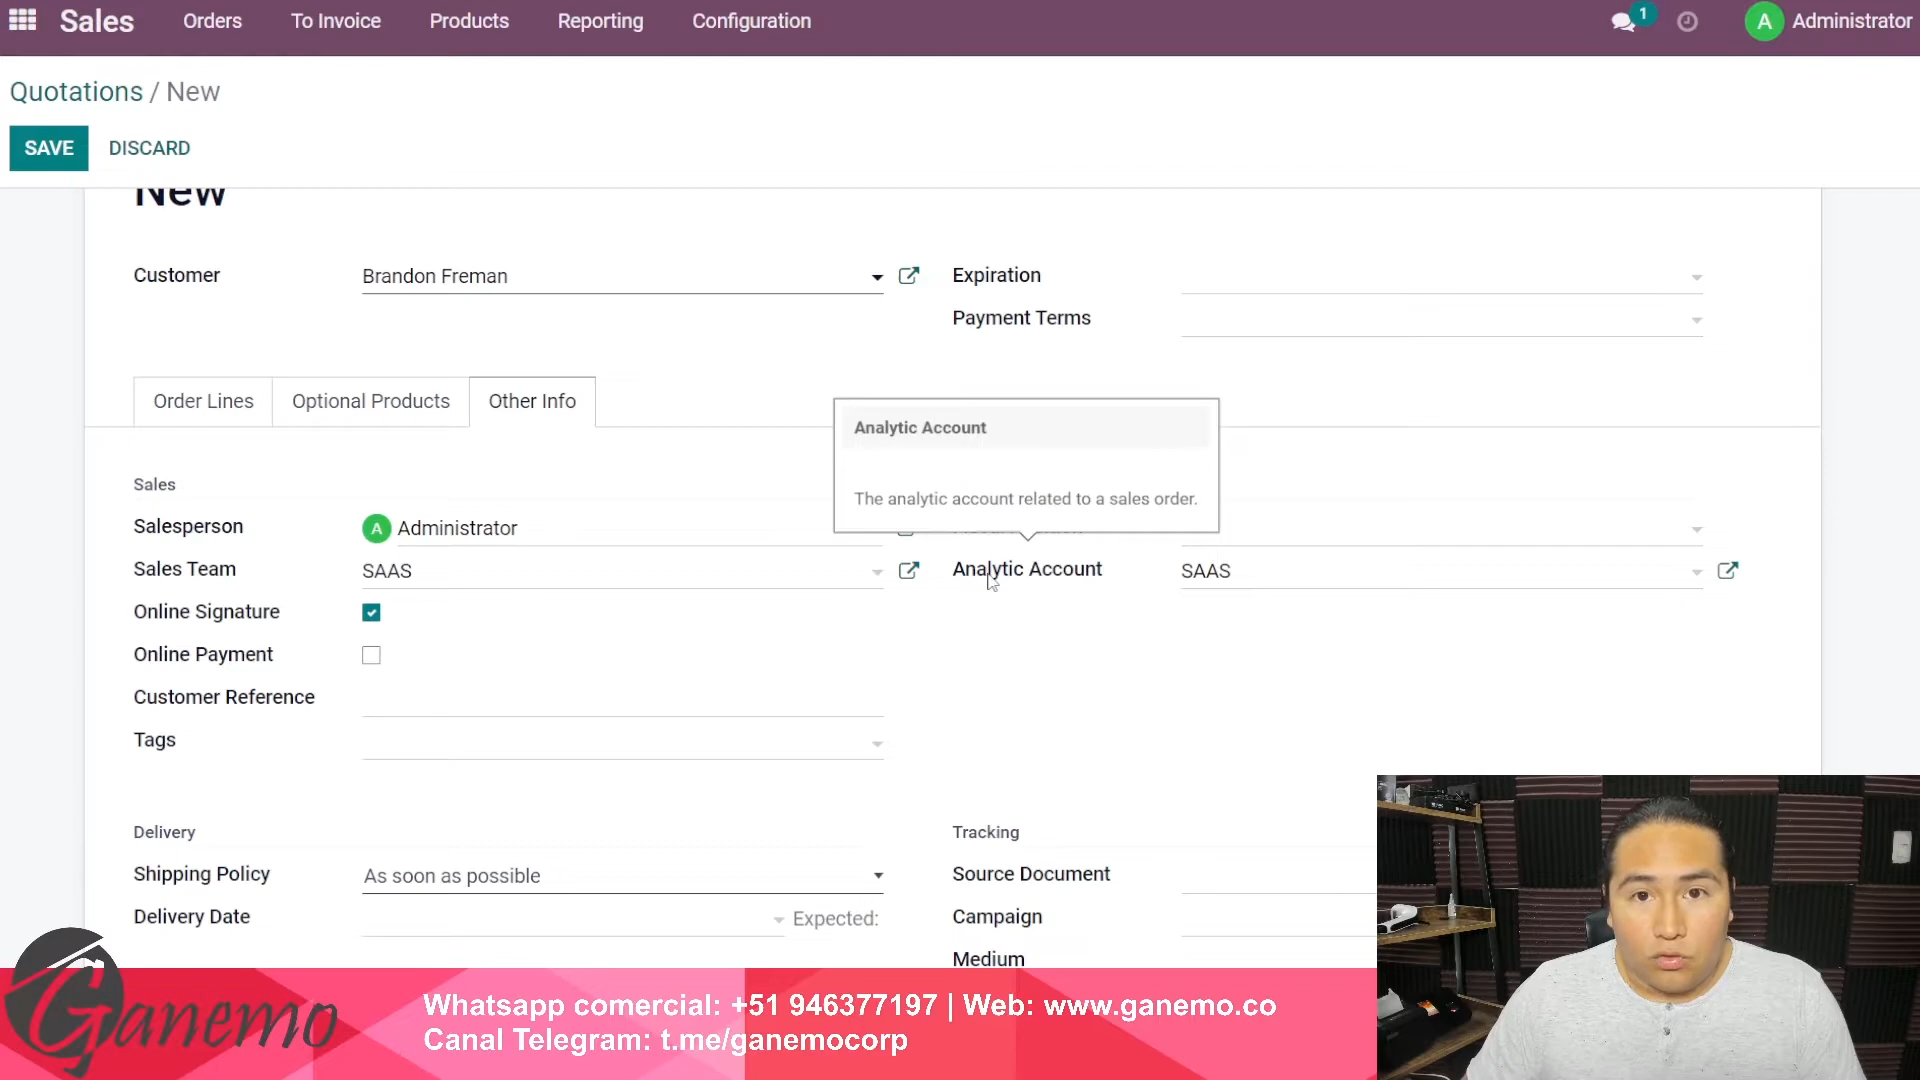 Sales Orders To Invoice Products Reporting Configuration 1 A Administrator
Quotations / New
SAVE DISCARD
New
Customer Brandon Freman Expiration
Payment Terms
Order Lines Optional Products Other Info
Analytic Account
The analytic account related to a sales order.
Sales
Salesperson A Administrator
Sales Team SAAS Analytic Account SAAS
Online Signature
Online Payment
Customer Reference
Tags
Delivery Tracking
Shipping Policy As soon as possible Source Document
Delivery Date Expected: Campaign
Medium
Ganemo
Whatsapp comercial: +51 946377197 | Web: www.ganemo.co
Canal Telegram: t.me/ganemocorp